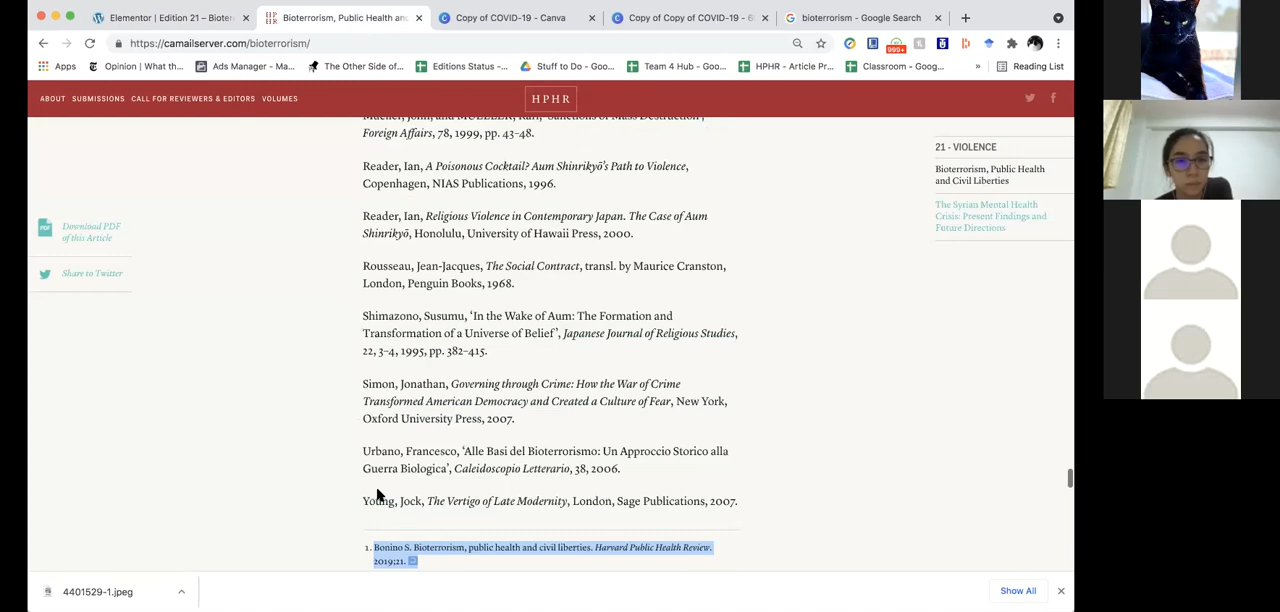 Elementor | Edition 21 – Bioter
Bioterrorism, Public Health an
Copy of COVID-19 - Canva
Copy of Copy of COVID-19 - 6
bioterrorism - Google Search
https://camailserver.com/bioterrorism/
999+
Apps
Opinion | What th...
Ads Manager - Ma...
The Other Side of...
Editions Status -...
Stuff to Do - Goo...
Team 4 Hub - Goo...
HPHR - Article Pr...
Classroom - Goog...
»
Reading List
ABOUT SUBMISSIONS CALL FOR REVIEWERS & EDITORS VOLUMES
HPHR
Foreign Affairs, 78, 1999, pp. 43–48.
Reader, Ian, A Poisonous Cocktail? Aum Shinrikyō's Path to Violence,
Copenhagen, NIAS Publications, 1996.
Reader, Ian, Religious Violence in Contemporary Japan. The Case of Aum
Shinrikyō, Honolulu, University of Hawaii Press, 2000.
Rousseau, Jean-Jacques, The Social Contract, transl. by Maurice Cranston,
London, Penguin Books, 1968.
Shimazono, Susumu, ‘In the Wake of Aum: The Formation and
Transformation of a Universe of Belief’, Japanese Journal of Religious Studies,
22, 3–4, 1995, pp. 382–415.
Simon, Jonathan, Governing through Crime: How the War of Crime
Transformed American Democracy and Created a Culture of Fear, New York,
Oxford University Press, 2007.
Urbano, Francesco, ‘Alle Basi del Bioterrorismo: Un Approccio Storico alla
Guerra Biologica’, Caleidoscopio Letterario, 38, 2006.
Young, Jock, The Vertigo of Late Modernity, London, Sage Publications, 2007.
1. Bonino S. Bioterrorism, public health and civil liberties. Harvard Public Health Review.
2019;21.
PDF
Download PDF
of this Article
Share to Twitter
21 - VIOLENCE
Bioterrorism, Public Health
and Civil Liberties
The Syrian Mental Health
Crisis: Present Findings and
Future Directions
4401529-1.jpeg
Show All